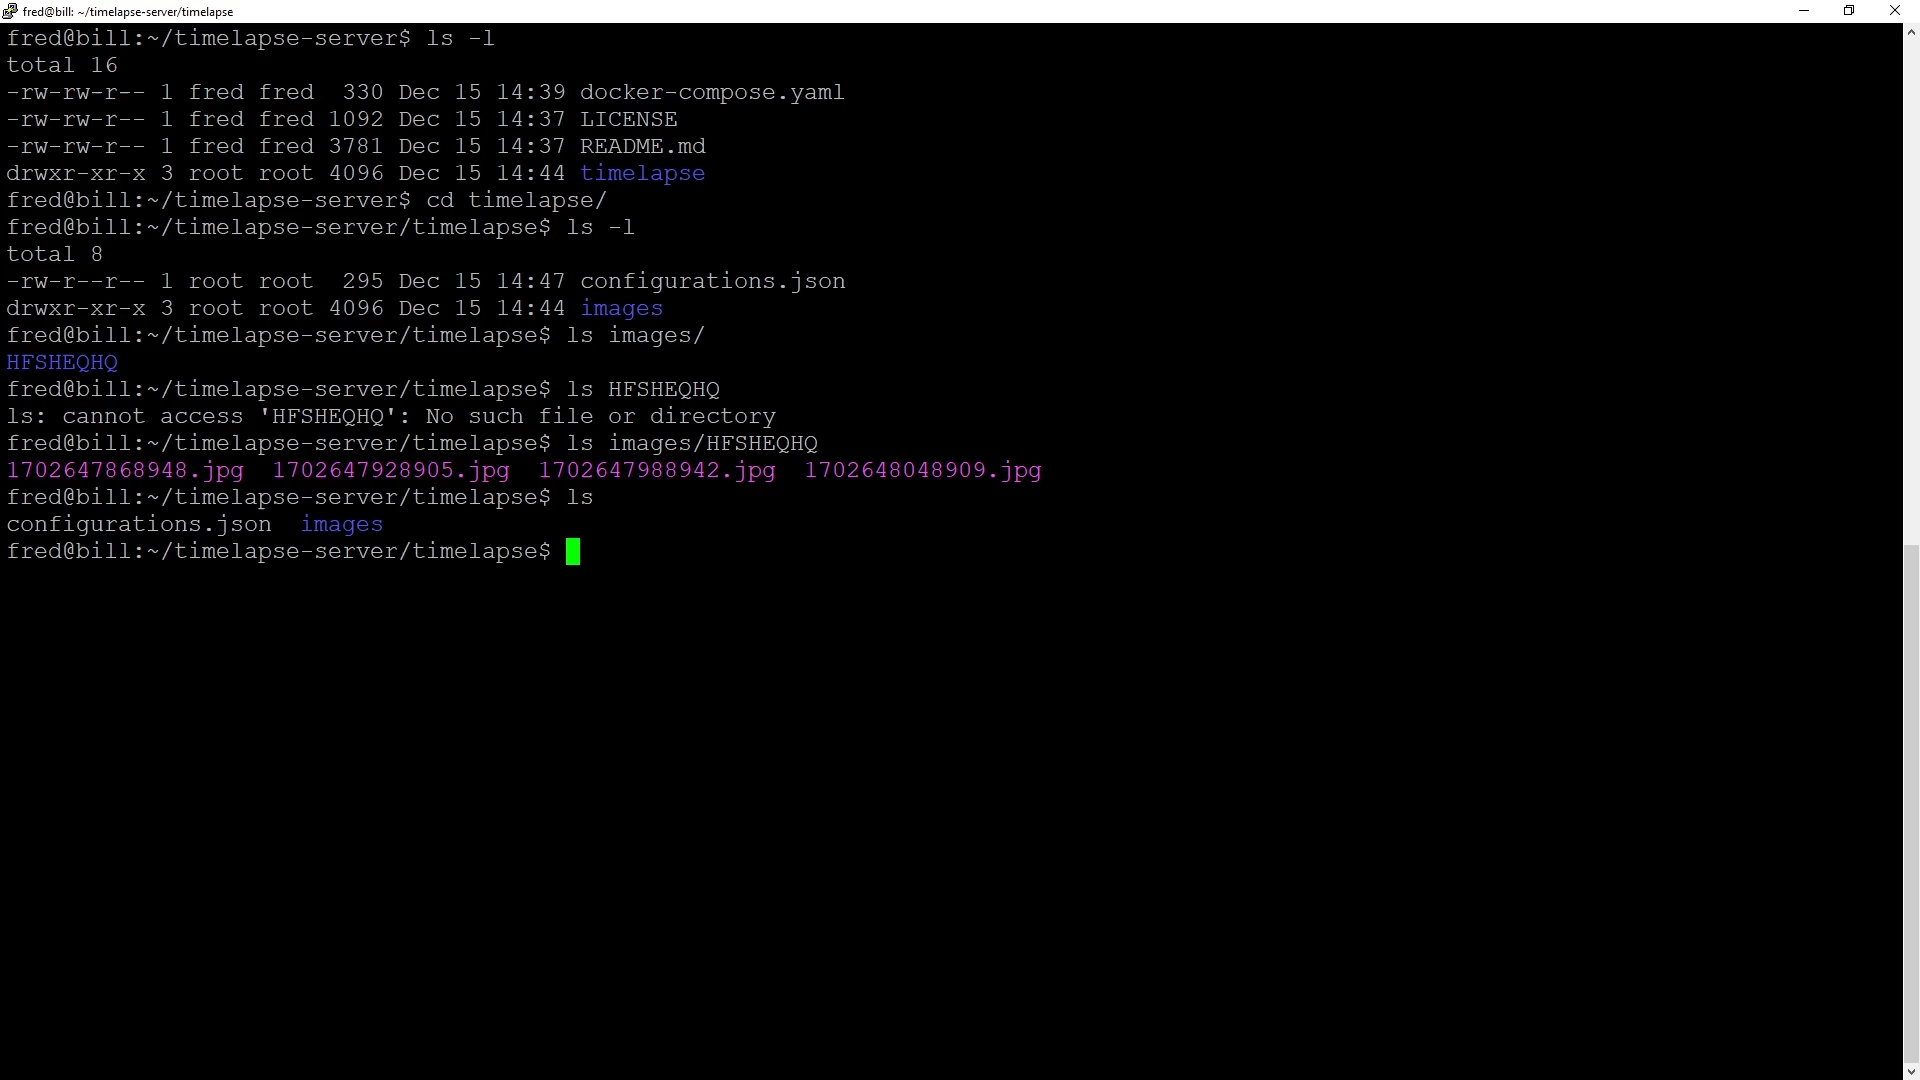 fred@bill: ~/timelapse-server/timelapse
fred@bill:~/timelapse-server$ ls -l
total 16
-rw-rw-r-- 1 fred fred  330 Dec 15 14:39 docker-compose.yaml
-rw-rw-r-- 1 fred fred 1092 Dec 15 14:37 LICENSE
-rw-rw-r-- 1 fred fred 3781 Dec 15 14:37 README.md
drwxr-xr-x 3 root root 4096 Dec 15 14:44 timelapse
fred@bill:~/timelapse-server$ cd timelapse/
fred@bill:~/timelapse-server/timelapse$ ls -l
total 8
-rw-r--r-- 1 root root  295 Dec 15 14:47 configurations.json
drwxr-xr-x 3 root root 4096 Dec 15 14:44 images
fred@bill:~/timelapse-server/timelapse$ ls images/
HFSHEQHQ
fred@bill:~/timelapse-server/timelapse$ ls HFSHEQHQ
ls: cannot access 'HFSHEQHQ': No such file or directory
fred@bill:~/timelapse-server/timelapse$ ls images/HFSHEQHQ
1702647868948.jpg  1702647928905.jpg  1702647988942.jpg  1702648048909.jpg
fred@bill:~/timelapse-server/timelapse$ ls
configurations.json  images
fred@bill:~/timelapse-server/timelapse$